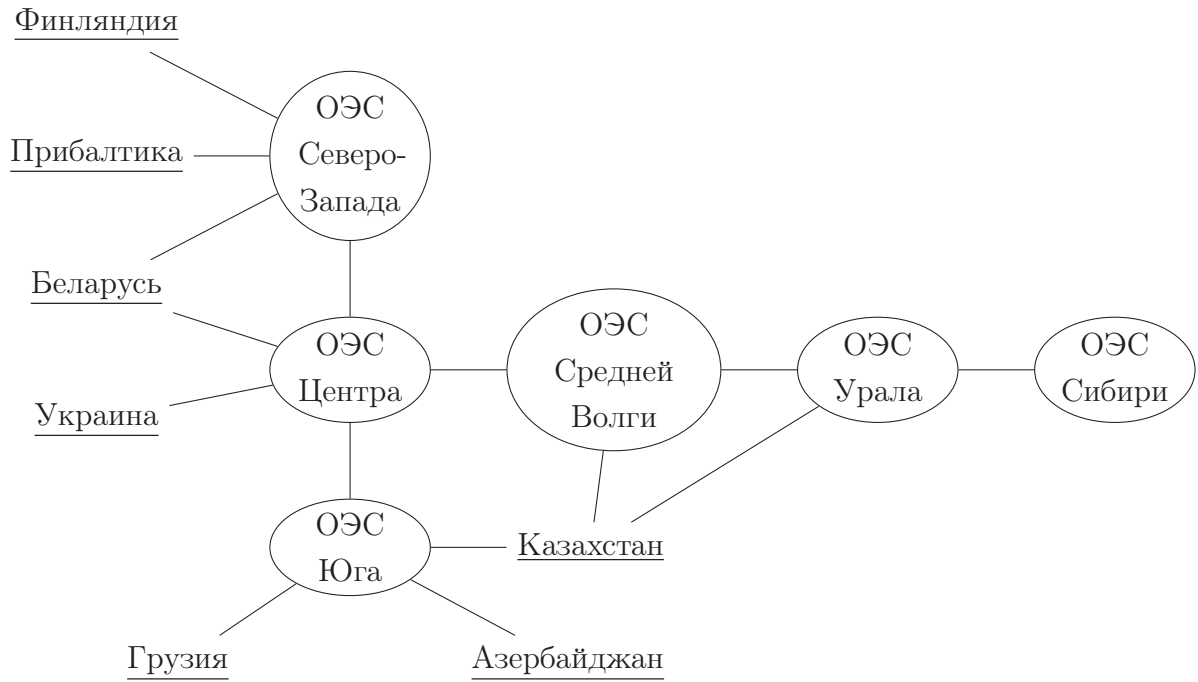 Финляндия
ОЭС
Северо-
Запада
Прибалтика
Беларусь
ОЭС
Центра
ОЭС
Средней
Волги
ОЭС
Урала
ОЭС
Сибири
Украина
ОЭС
Юга
Казахстан
Грузия
Азербайджан